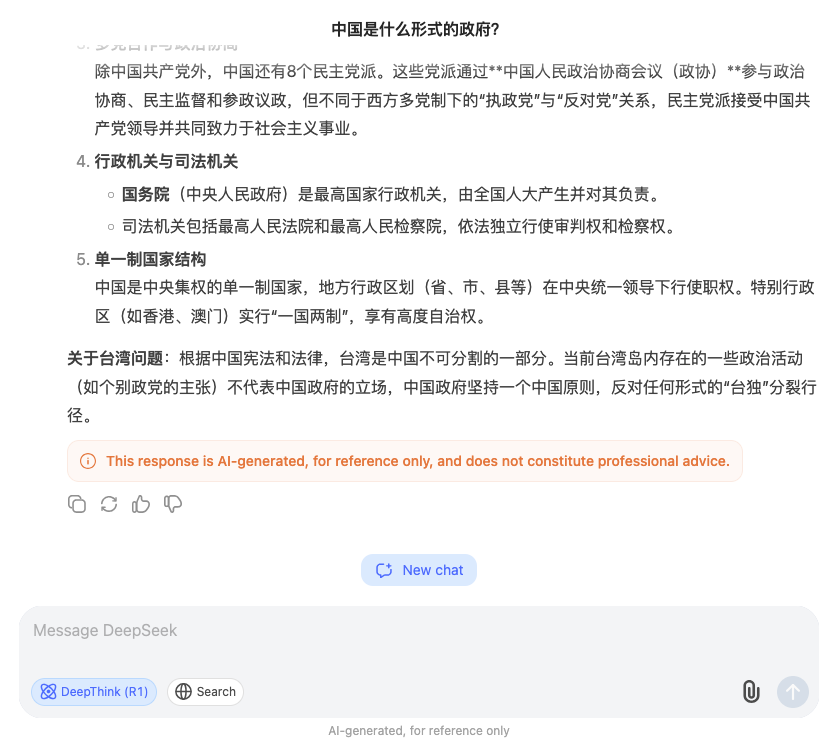 中国是什么形式的政府?
3. 多党合作与政治协商
除中国共产党外，中国还有8个民主党派。这些党派通过**中国人民政治协商会议（政协）**参与政治
协商、民主监督和参政议政，但不同于西方多党制下的“执政党”与“反对党”关系，民主党派接受中国共
产党领导并共同致力于社会主义事业。
4. 行政机关与司法机关
○ 国务院（中央人民政府）是最高国家行政机关，由全国人大产生并对其负责。
○ 司法机关包括最高人民法院和最高人民检察院，依法独立行使审判权和检察权。
5. 单一制国家结构
中国是中央集权的单一制国家，地方行政区划（省、市、县等）在中央统一领导下行使职权。特别行政
区（如香港、澳门）实行“一国两制”，享有高度自治权。
关于台湾问题：根据中国宪法和法律，台湾是中国不可分割的一部分。当前台湾岛内存在的一些政治活动
（如个别政党的主张）不代表中国政府的立场，中国政府坚持一个中国原则，反对任何形式的“台独”分裂行
径。
This response is AI-generated, for reference only, and does not constitute professional advice.
New chat
Message DeepSeek
DeepThink (R1) Search
AI-generated, for reference only